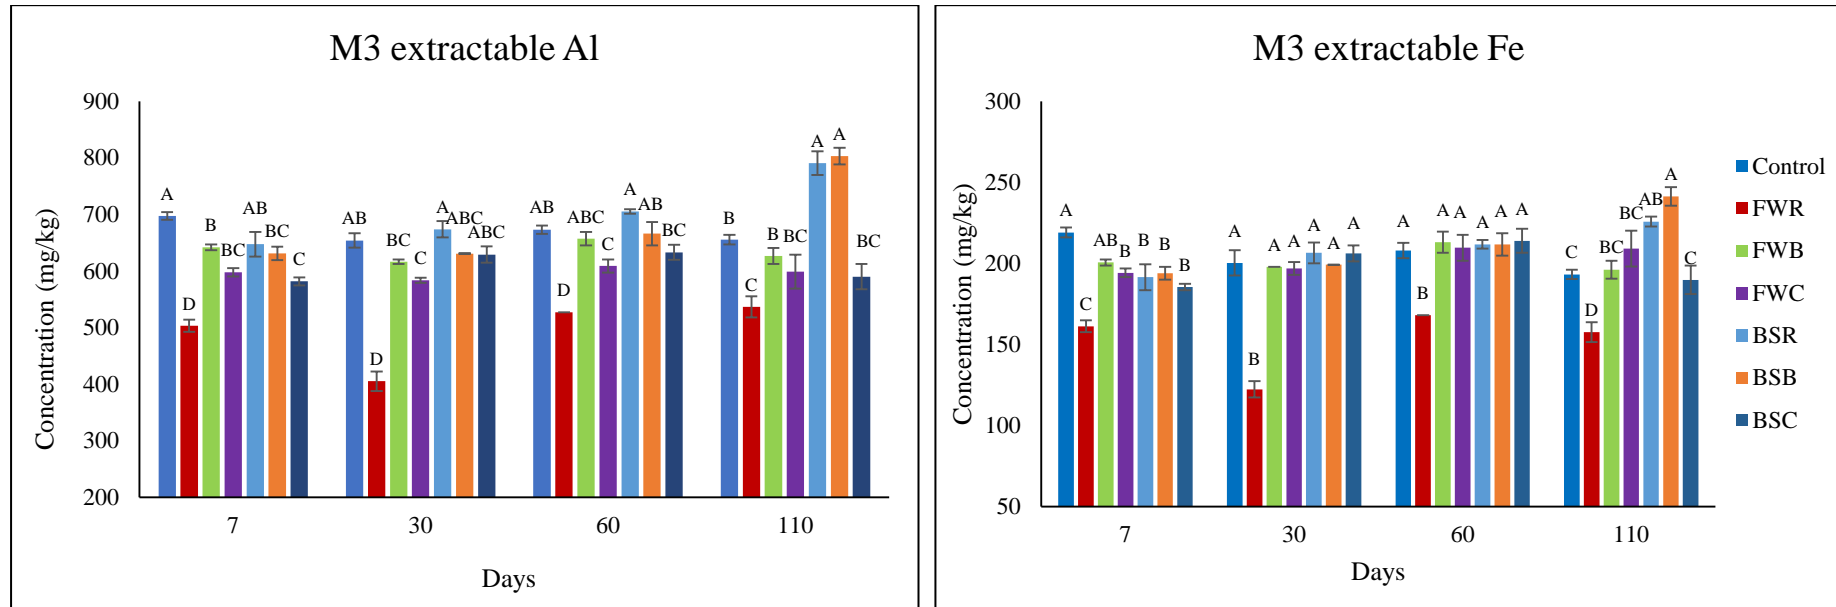 M3 extractable Al
Concentration (mg/kg)
900
800
700
600
500
400
300
200
A
D
B
BC
AB
BC
C
AB
D
BC
C
A
ABC
ABC
AB
D
ABC
C
A
AB
BC
B
C
B
BC
A
A
BC
7
30
60
110
Days
M3 extractable Fe
Concentration (mg/kg)
300
250
200
150
100
50
A
C
AB
B
B
B
B
A
B
A
A
A
A
A
A
B
A
A
A
A
A
C
D
BC
BC
AB
A
C
7
30
60
110
Days
Control
FWR
FWB
FWC
BSR
BSB
BSC